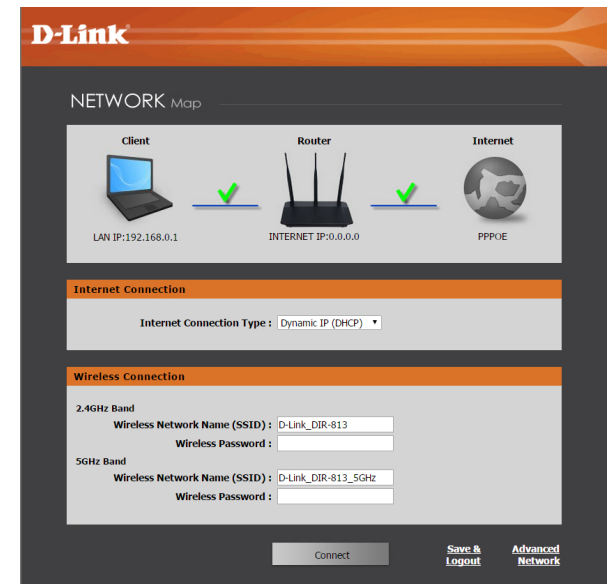 D-Link
NETWORK Map
Client Router Internet
LAN IP:192.168.0.1 INTERNET IP:0.0.0.0 PPPOE
Internet Connection
Internet Connection Type : Dynamic IP (DHCP)
Wireless Connection
2.4GHz Band
Wireless Network Name (SSID) : D-Link_DIR-813
Wireless Password :
5GHz Band
Wireless Network Name (SSID) : D-Link_DIR-813_5GHz
Wireless Password :
Connect
Save &
Logout
Advanced
Network